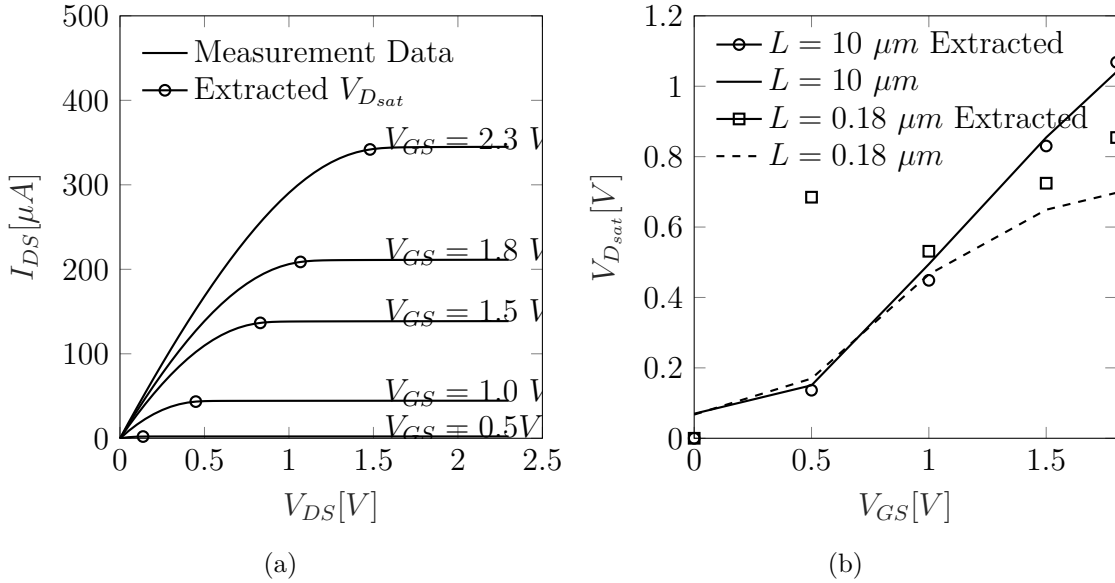 500
400
300
200
100
0
0
0.5
1
1.5
2
2.5
I_{DS}[μA]
V_{DS}[V]
Measurement Data
Extracted V_{D_{sat}}
V_{GS} = 2.3 V
V_{GS} = 1.8 V
V_{GS} = 1.5 V
V_{GS} = 1.0 V
V_{GS} = 0.5V
(a)
1.2
1
0.8
0.6
0.4
0.2
0
0
0.5
1
1.5
V_{D_{sat}}[V]
V_{GS}[V]
L = 10 μm Extracted
L = 10 μm
L = 0.18 μm Extracted
L = 0.18 μm
(b)